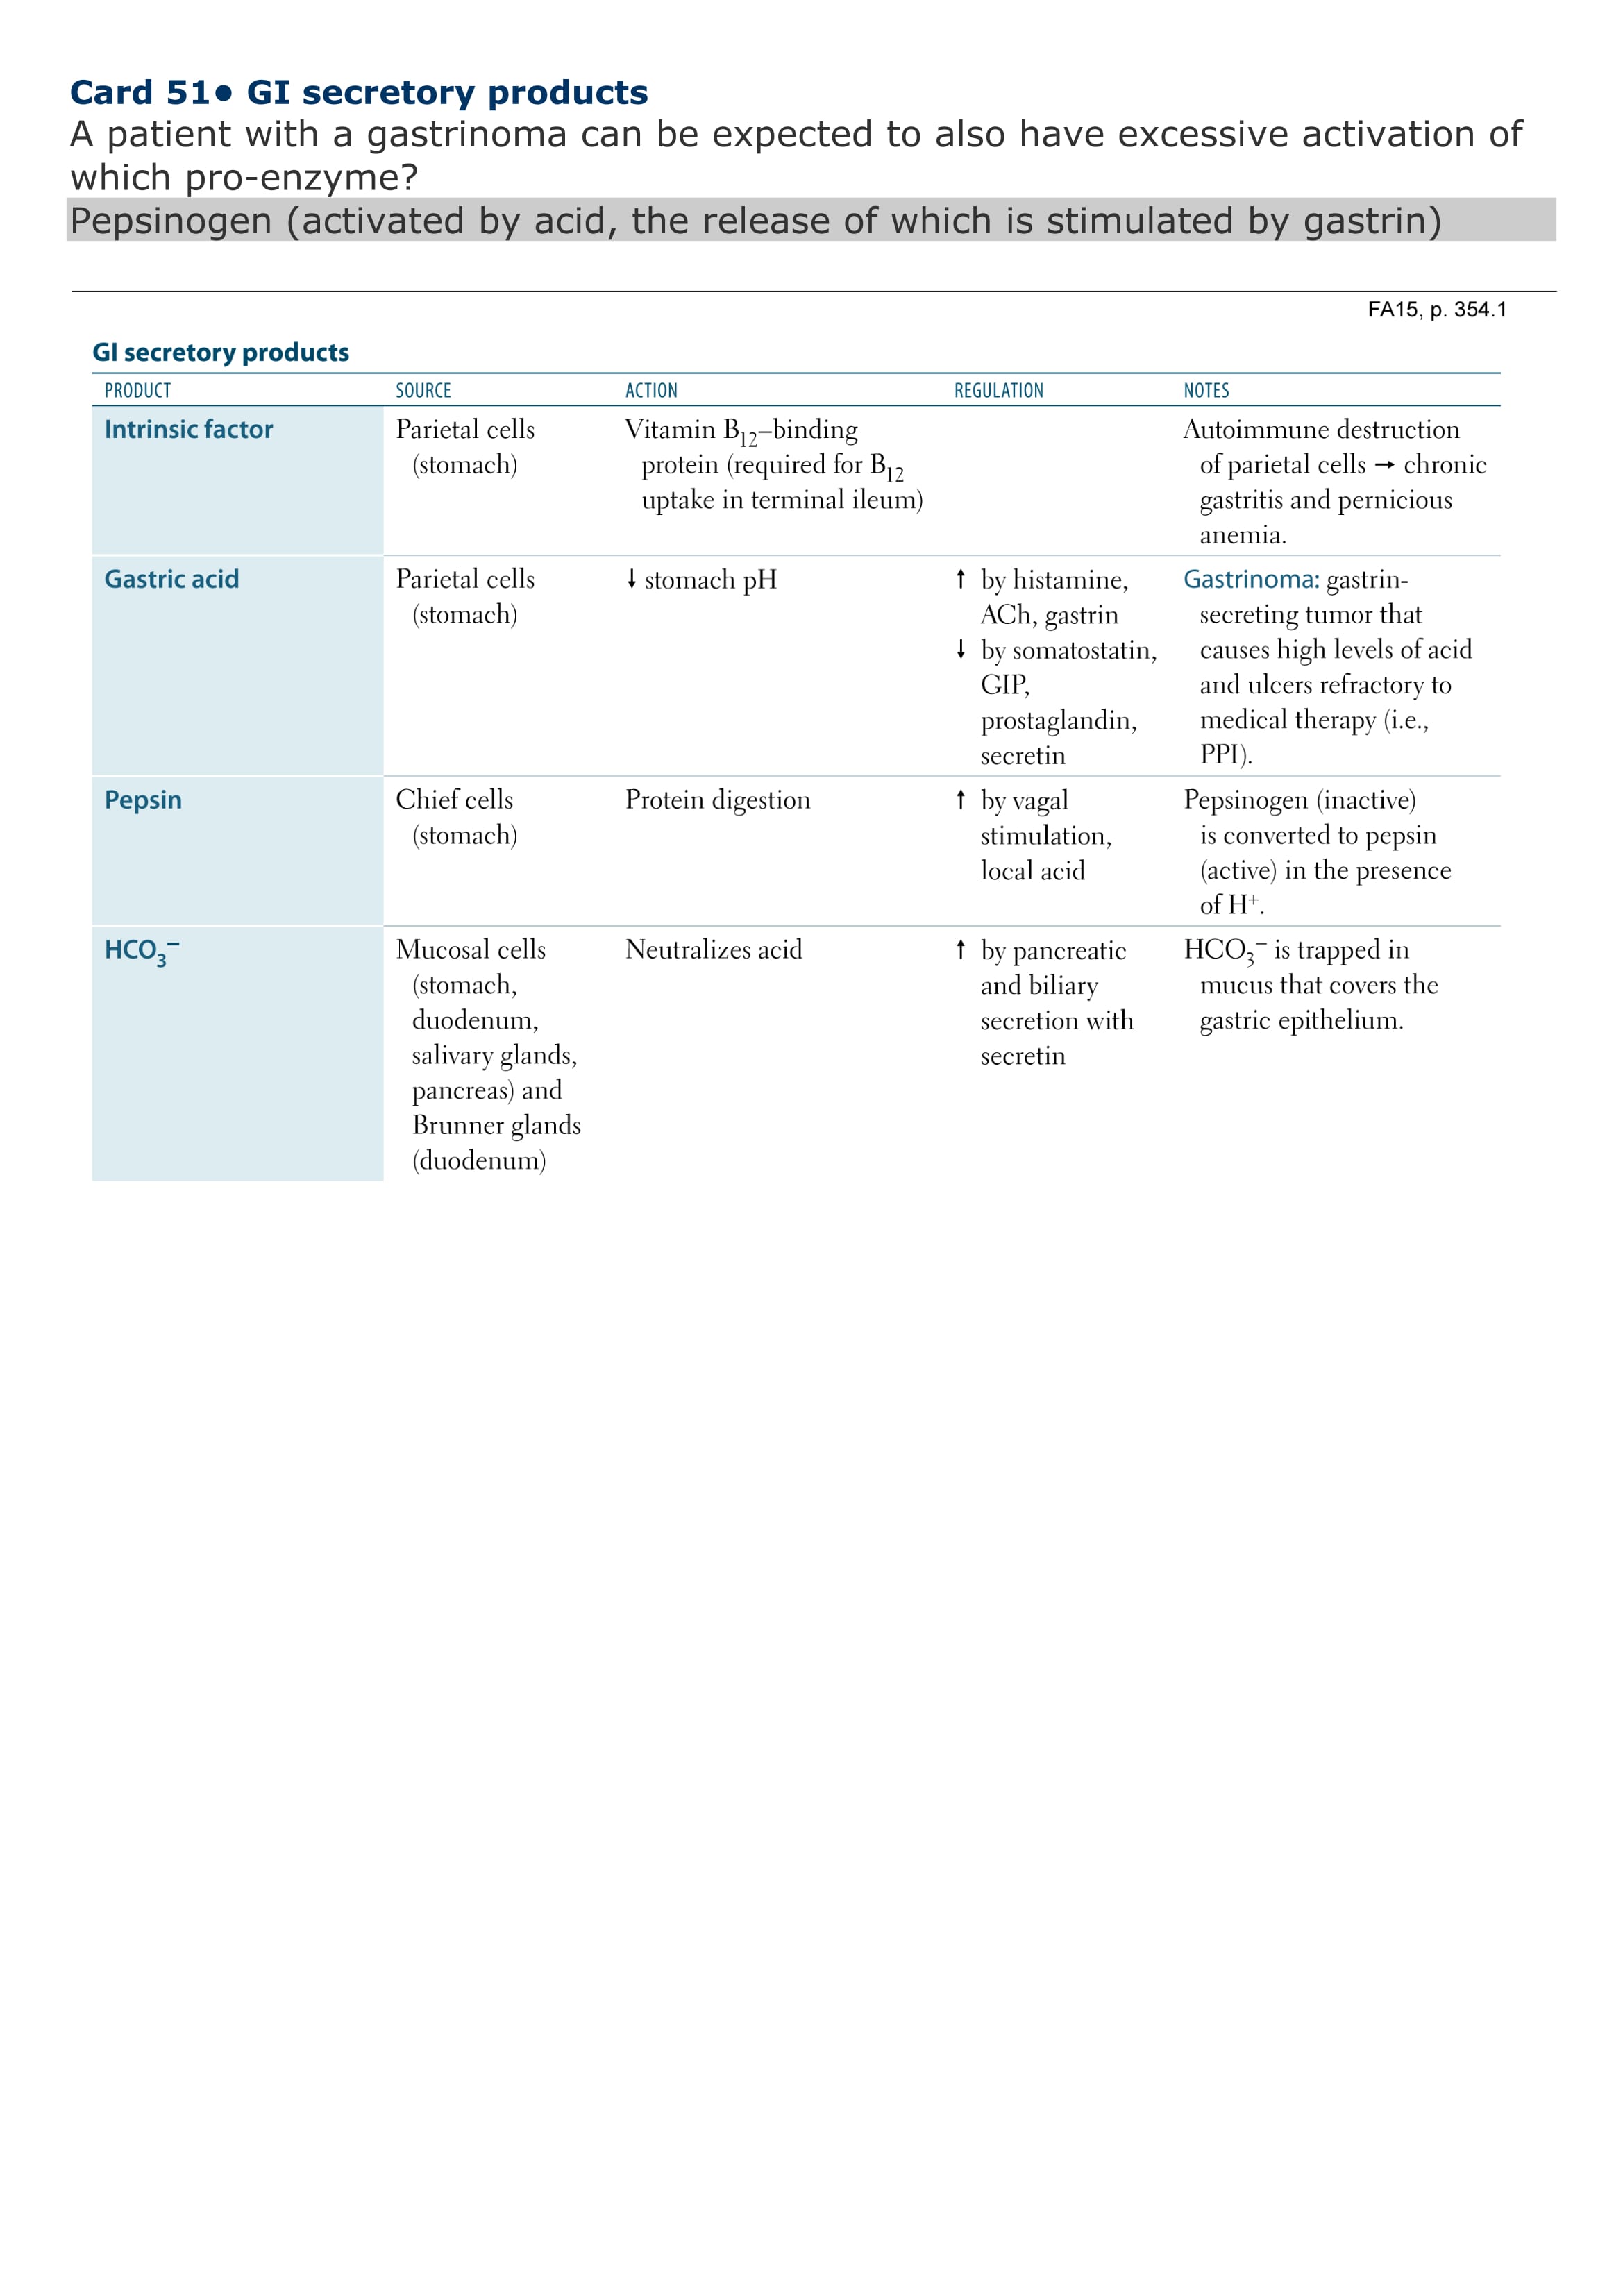 Card 51• GI secretory products
A patient with a gastrinoma can be expected to also have excessive activation of
which pro-enzyme?
Pepsinogen (activated by acid, the release of which is stimulated by gastrin)
FA15, p. 354.1
GI secretory products
PRODUCT SOURCE ACTION REGULATION NOTES
Intrinsic factor Parietal cells Vitamin B12–binding Autoimmune destruction
(stomach) protein (required for B12 of parietal cells → chronic
uptake in terminal ileum) gastritis and pernicious
anemia.
Gastric acid Parietal cells ↓ stomach pH ↑ by histamine, Gastrinoma: gastrin-
(stomach) ACh, gastrin secreting tumor that
↓ by somatostatin, causes high levels of acid
GIP, and ulcers refractory to
prostaglandin, medical therapy (i.e.,
secretin PPI).
Pepsin Chief cells Protein digestion ↑ by vagal Pepsinogen (inactive)
(stomach) stimulation, is converted to pepsin
local acid (active) in the presence
of H⁺.
HCO₃⁻ Mucosal cells Neutralizes acid ↑ by pancreatic HCO₃⁻ is trapped in
(stomach, and biliary mucus that covers the
duodenum, secretion with gastric epithelium.
salivary glands, secretin
pancreas) and
Brunner glands
(duodenum)